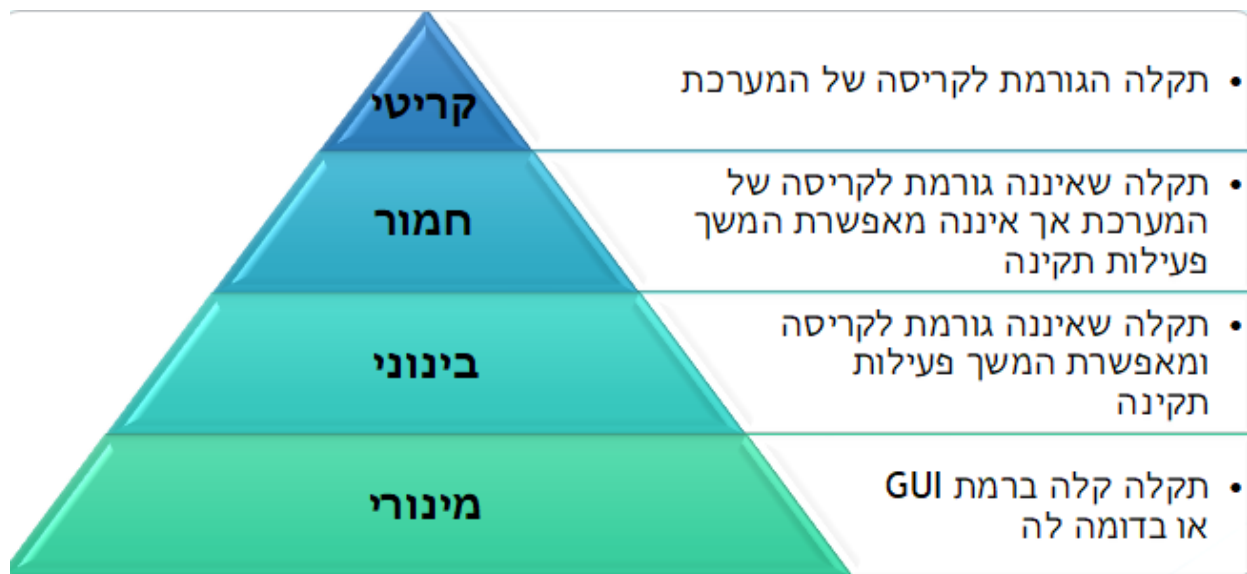 קריטי
• תקלה הגורמת לקריסה של המערכת
חמור
• תקלה שאיננה גורמת לקריסה של
המערכת אך איננה מאפשרת המשך
פעילות תקינה
בינוני
• תקלה שאיננה גורמת לקריסה
ומאפשרת המשך פעילות
תקינה
מינורי
• תקלה קלה ברמת GUI
או בדומה לה